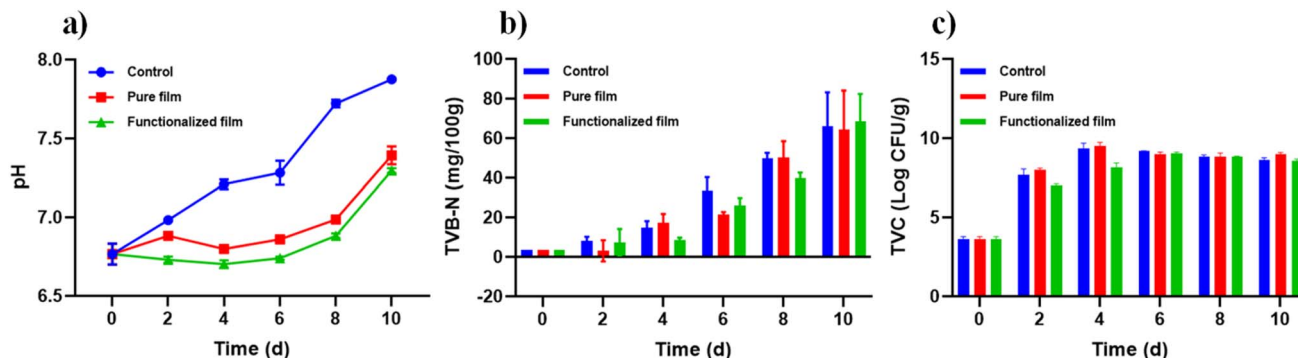 a)
8.0
7.5
7.0
6.5
pH
Control
Pure film
Functionalized film
0 2 4 6 8 10
Time (d)
b)
100
80
60
40
20
0
-20
TVB-N (mg/100g)
Control
Pure film
Functionalized film
0 2 4 6 8 10
Time (d)
c)
15
10
5
0
TVC (Log CFU/g)
Control
Pure film
Functionalized film
0 2 4 6 8 10
Time (d)